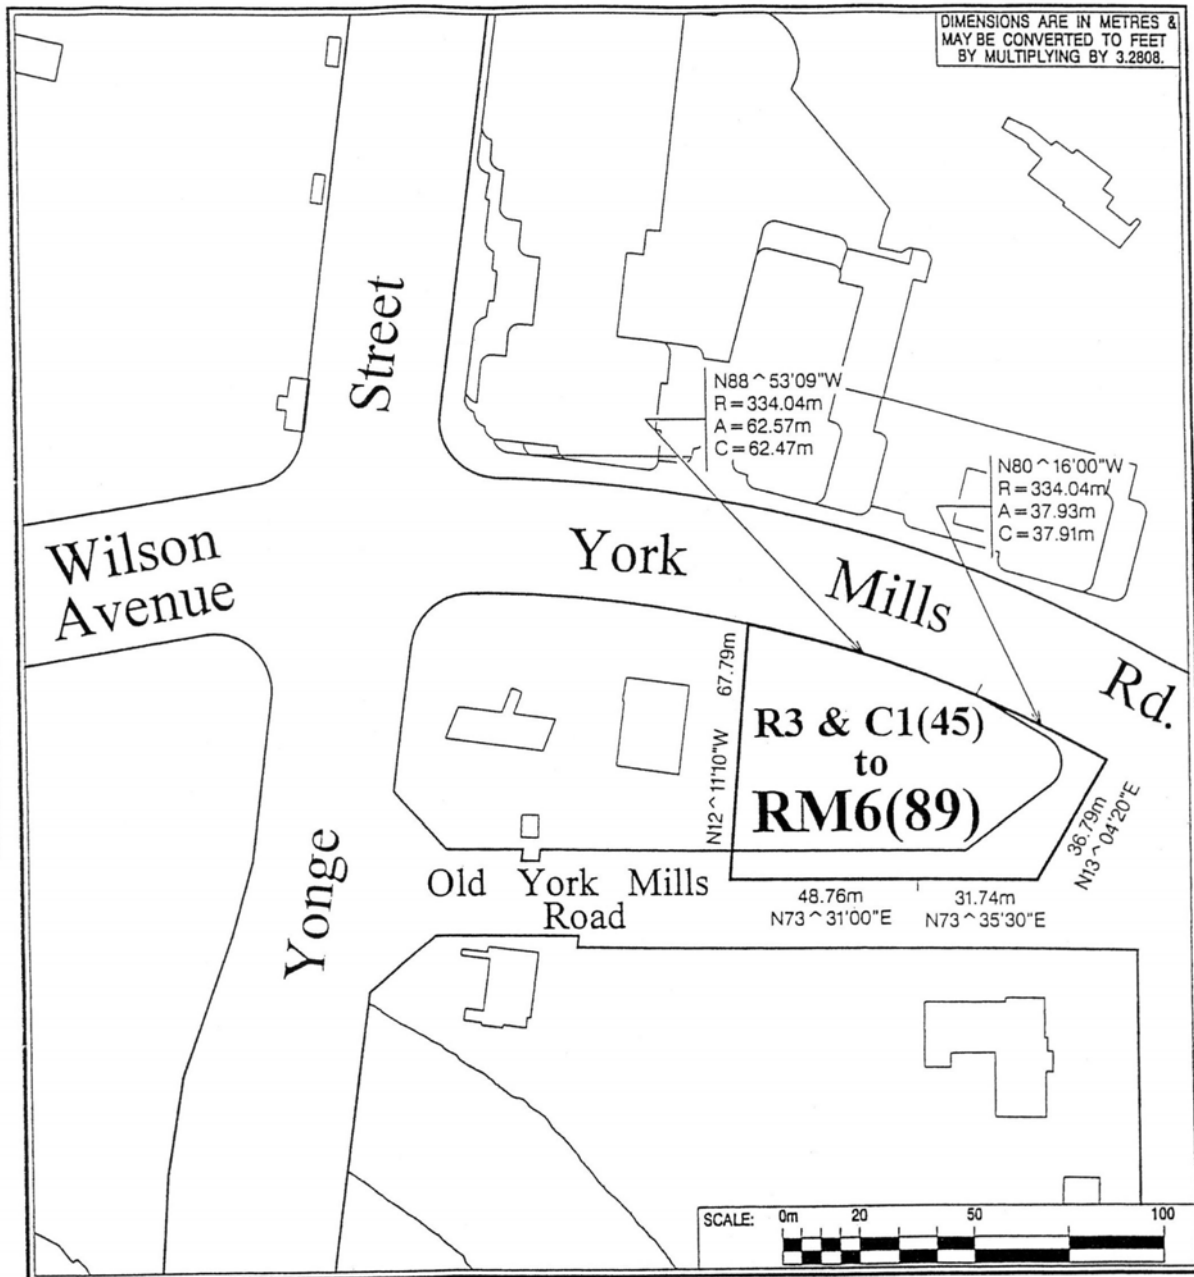 DIMENSIONS ARE IN METRES &
MAY BE CONVERTED TO FEET
BY MULTIPLYING BY 3.2808.
Street
N88^53'09"W
R=334.04m
A=62.57m
C=62.47m
N80^16'00"W
R=334.04m
A=37.93m
C=37.91m
Wilson
Avenue
York
Mills
Rd.
67.79m
N12^11'10"W
R3 & C1(45)
to
RM6(89)
36.79m
N13^04'20"E
Old York Mills
Road
48.76m
N73^31'00"E
31.74m
N73^35'30"E
Yonge
SCALE: 0m 20 50 100